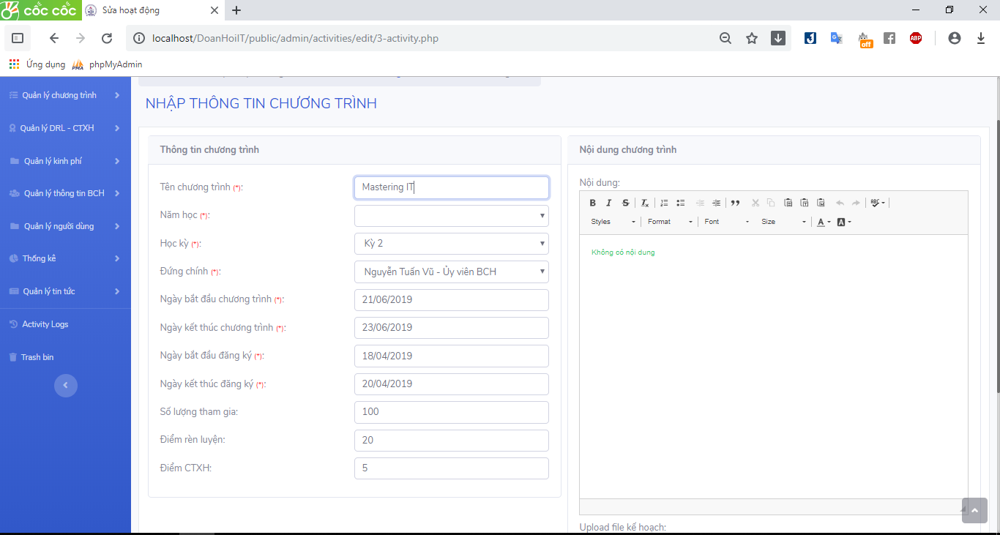 cốc cốc
Sửa hoạt động
localhost/DoanHoiIT/public/admin/activities/edit/3-activity.php
off
ABP
Ứng dụng
PMA
phpMyAdmin
Quản lý chương trình
Quản lý DRL - CTXH
Quản lý kinh phí
Quản lý thông tin BCH
Quản lý người dùng
Thống kê
Quản lý tin tức
Activity Logs
Trash bin
NHẬP THÔNG TIN CHƯƠNG TRÌNH
Thông tin chương trình
Tên chương trình (*): Mastering IT
Năm học (*):
Học kỳ (*): Kỳ 2
Đứng chính (*): Nguyễn Tuấn Vũ - Ủy viên BCH
Ngày bắt đầu chương trình (*): 21/06/2019
Ngày kết thúc chương trình (*): 23/06/2019
Ngày bắt đầu đăng ký (*): 18/04/2019
Ngày kết thúc đăng ký (*): 20/04/2019
Số lượng tham gia: 100
Điểm rèn luyện: 20
Điểm CTXH: 5
Nội dung chương trình
Nội dung:
B I S Tx ABC
Styles Format Font Size A A
Không có nội dung
Upload file kế hoạch: